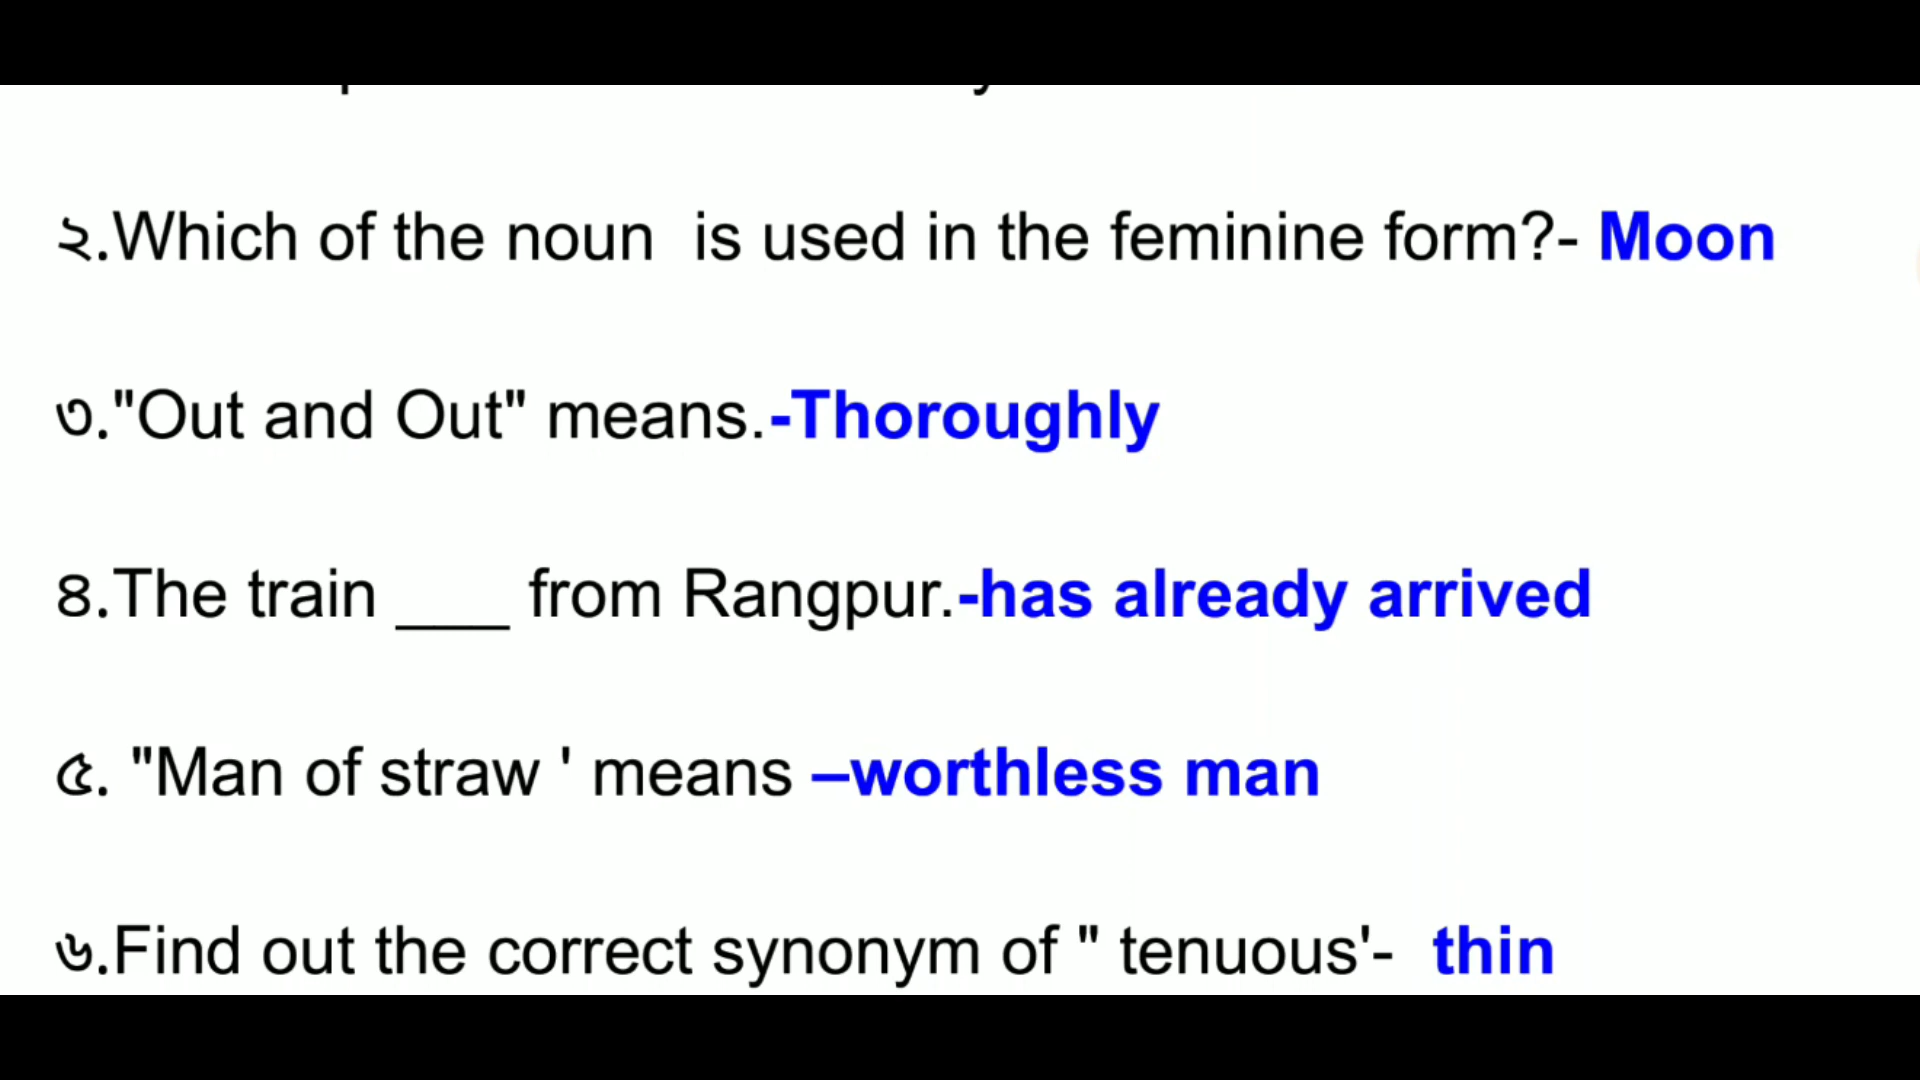 ২.Which of the noun  is used in the feminine form?- Moon
৩."Out and Out" means.-Thoroughly
৪.The train ___ from Rangpur.-has already arrived
৫. "Man of straw ' means –worthless man
৬.Find out the correct synonym of " tenuous'-  thin